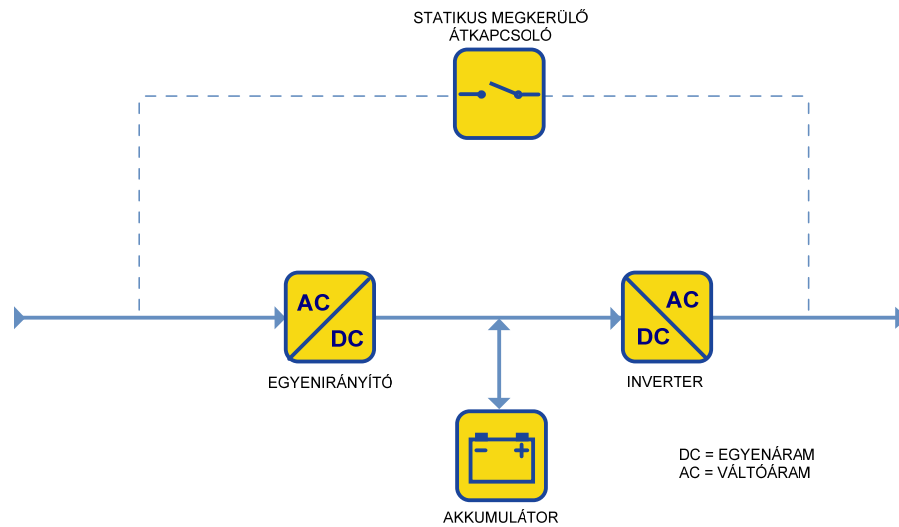 STATIKUS MEGKERÜLŐ
ÁTKAPCSOLÓ
AC
DC
EGYENIRÁNYÍTÓ
AC
DC
INVERTER
AKKUMULÁTOR
DC = EGYENÁRAM
AC = VÁLTÓÁRAM